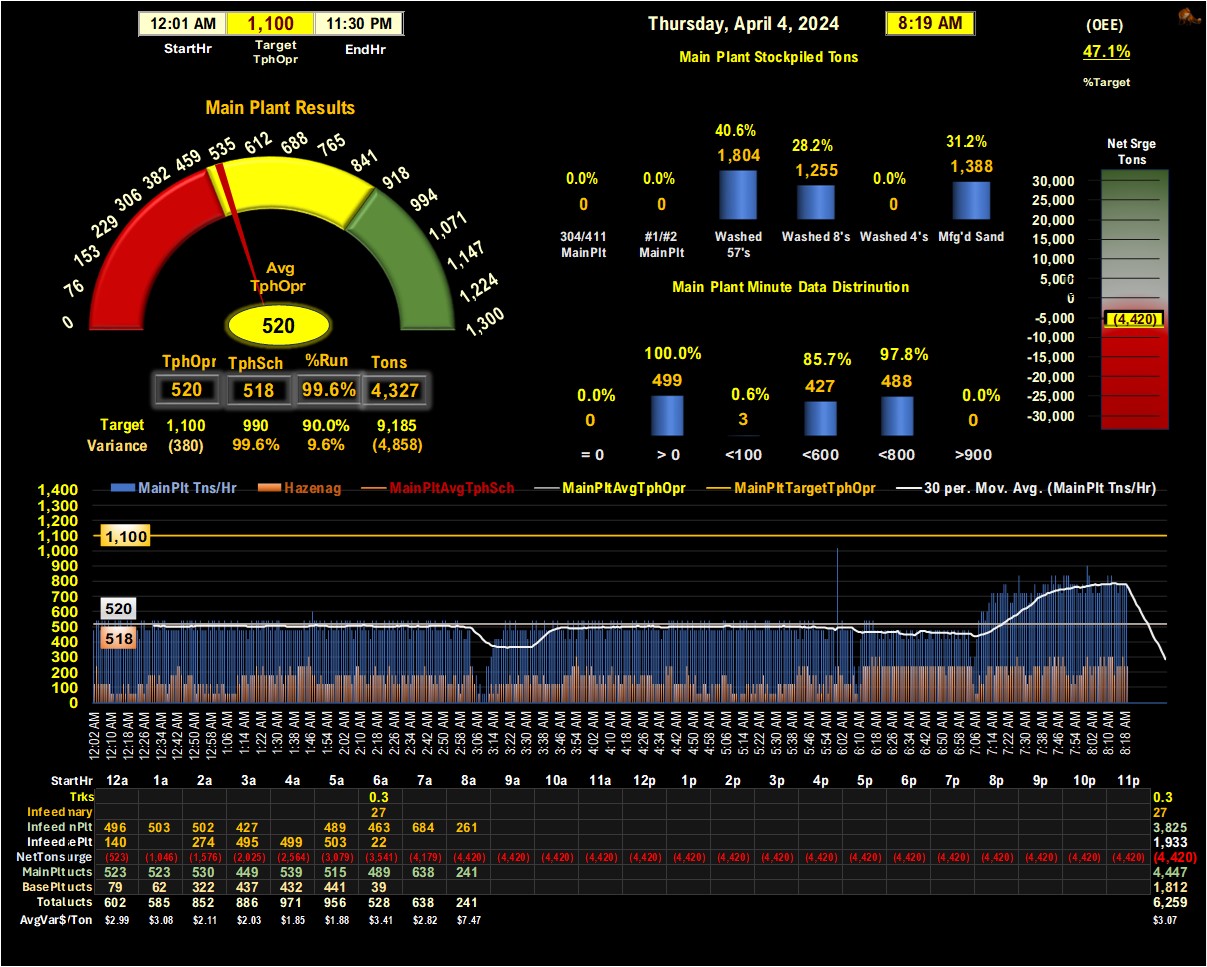 12:01 AM 1,100 11:30 PM
StartHr Target TphOpr EndHr
Thursday, April 4, 2024 8:19 AM
(OEE)
47.1%
%Target
Main Plant Stockpiled Tons
Main Plant Results
0 76 153 229 306 382 459 535 612 688 765 841 918 994 1,071 1,147 1,224 1,300
Avg
TphOpr
520
TphOpr TphSch %Run Tons
520 518 99.6% 4,327
Target 1,100 990 90.0% 9,185
Variance (380) 99.6% 9.6% (4,858)
0.0% 0.0% 40.6% 28.2% 0.0% 31.2%
0 0 1,804 1,255 0 1,388
304/411 MainPlt #1/#2 MainPlt Washed 57's Washed 8's Washed 4's Mfg'd Sand
Main Plant Minute Data Distrinution
0.0% 100.0% 0.6% 85.7% 97.8% 0.0%
0 499 3 427 488 0
= 0 > 0 <100 <600 <800 >900
Net Srge
Tons
30,000
25,000
20,000
15,000
10,000
5,000
0
-5,000
(4,420)
-10,000
-15,000
-20,000
-25,000
-30,000
MainPlt Tns/Hr Hazenag MainPltAvgTphSch MainPltAvgTphOpr MainPltTargetTphOpr 30 per. Mov. Avg. (MainPlt Tns/Hr)
1,400
1,300
1,200
1,100
1,000
900
800
700
600
500
400
300
200
100
0
1,100
520
518
12:02 AM 12:10 AM 12:18 AM 12:26 AM 12:34 AM 12:42 AM 12:50 AM 12:58 AM 1:06 AM 1:14 AM 1:22 AM 1:30 AM 1:38 AM 1:46 AM 1:54 AM 2:02 AM 2:10 AM 2:18 AM 2:26 AM 2:34 AM 2:42 AM 2:50 AM 2:58 AM 3:06 AM 3:14 AM 3:22 AM 3:30 AM 3:38 AM 3:46 AM 3:54 AM 4:02 AM 4:10 AM 4:18 AM 4:26 AM 4:34 AM 4:42 AM 4:50 AM 4:58 AM 5:06 AM 5:14 AM 5:22 AM 5:30 AM 5:38 AM 5:46 AM 5:54 AM 6:02 AM 6:10 AM 6:18 AM 6:26 AM 6:34 AM 6:42 AM 6:50 AM 6:58 AM 7:06 AM 7:14 AM 7:22 AM 7:30 AM 7:38 AM 7:46 AM 7:54 AM 8:02 AM 8:10 AM 8:18 AM
StartHr 12a 1a 2a 3a 4a 5a 6a 7a 8a 9a 10a 11a 12p 1p 2p 3p 4p 5p 6p 7p 8p 9p 10p 11p
Trks 0.3 0.3
Infeed mary 27 27
Infeed nPlt 496 503 502 427 489 463 684 261 3,825
Infeed ePlt 140 274 495 499 503 22 1,933
NetTons urge (523) (1,046) (1,576) (2,025) (2,564) (3,079) (3,541) (4,179) (4,420) (4,420) (4,420) (4,420) (4,420) (4,420) (4,420) (4,420) (4,420) (4,420) (4,420) (4,420) (4,420) (4,420) (4,420) (4,420) (4,420)
MainPlt ucts 523 523 530 449 539 515 489 638 241 4,447
BasePlt ucts 79 62 322 437 432 441 39 1,812
Total ucts 602 585 852 886 971 956 528 638 241 6,259
AvgVar$/Ton $2.99 $3.08 $2.11 $2.03 $1.85 $1.88 $3.41 $2.82 $7.47 $3.07